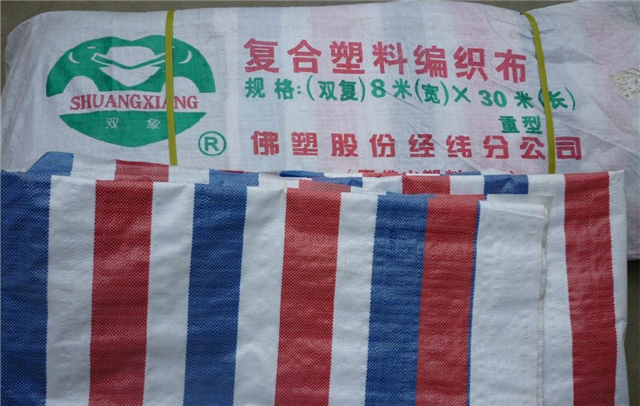 SHUANGXIANG
双象
®
复合塑料编织布
规格:(双复)8米(宽)×30米(长)
重型
佛塑股份经纬分公司